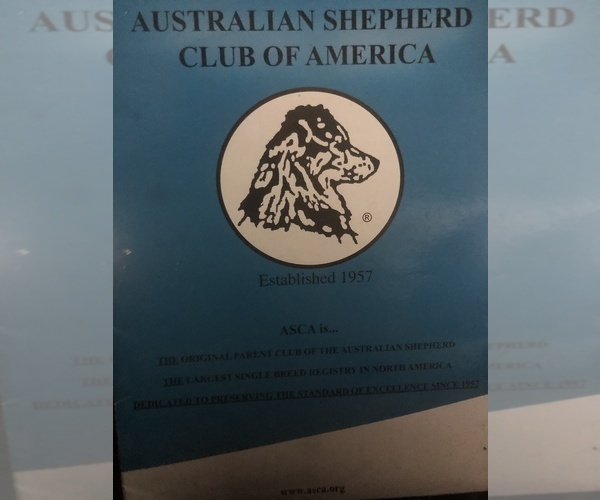 AUSTRALIAN SHEPHERD
CLUB OF AMERICA
®
Established 1957
ASCA is...
THE ORIGINAL PARENT CLUB OF THE AUSTRALIAN SHEPHERD
THE LARGEST SINGLE BREED REGISTRY IN NORTH AMERICA
DEDICATED TO PRESERVING THE STANDARD OF EXCELLENCE SINCE 1957
www.asca.org